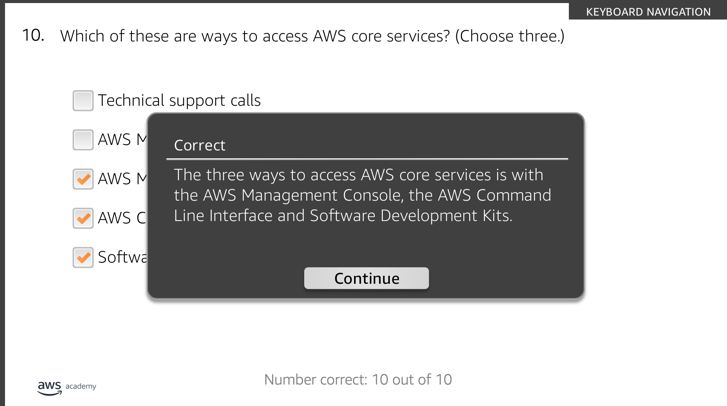 KEYBOARD NAVIGATION
10. Which of these are ways to access AWS core services? (Choose three.)
Technical support calls
AWS M
AWS M
AWS C
Softwa
Correct
The three ways to access AWS core services is with
the AWS Management Console, the AWS Command
Line Interface and Software Development Kits.
Continue
Number correct: 10 out of 10
aws academy